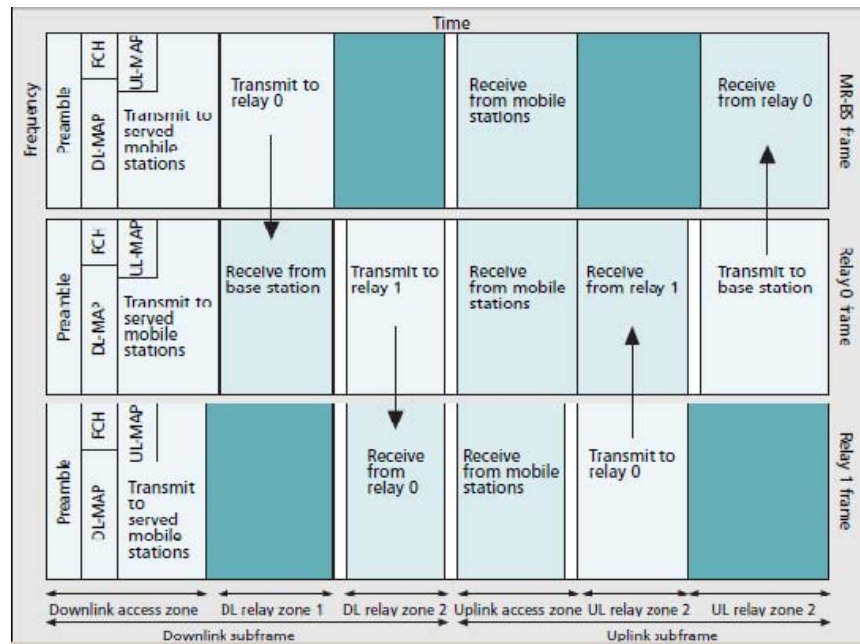 Time
Frequency
Preamble
FCH
DL-MAP
UL-MAP
Transmit to
served
mobile
stations
Transmit to
relay 0
Receive
from mobile
stations
Receive
from relay 0
MR-BS frame
Preamble
FCH
DL-MAP
UL-MAP
Transmit to
served
mobile
stations
Receive from
base station
Transmit to
relay 1
Receive
from mobile
stations
Receive
from relay 1
Transmit to
base station
Relay 0 frame
Preamble
FCH
DL-MAP
UL-MAP
Transmit
to
served
mobile
stations
Receive
from
relay 0
Receive
from mobile
stations
Transmit to
relay 0
Relay 1 frame
Downlink access zone
DL relay zone 1
DL relay zone 2
Uplink access zone
UL relay zone 2
UL relay zone 2
Downlink subframe
Uplink subframe